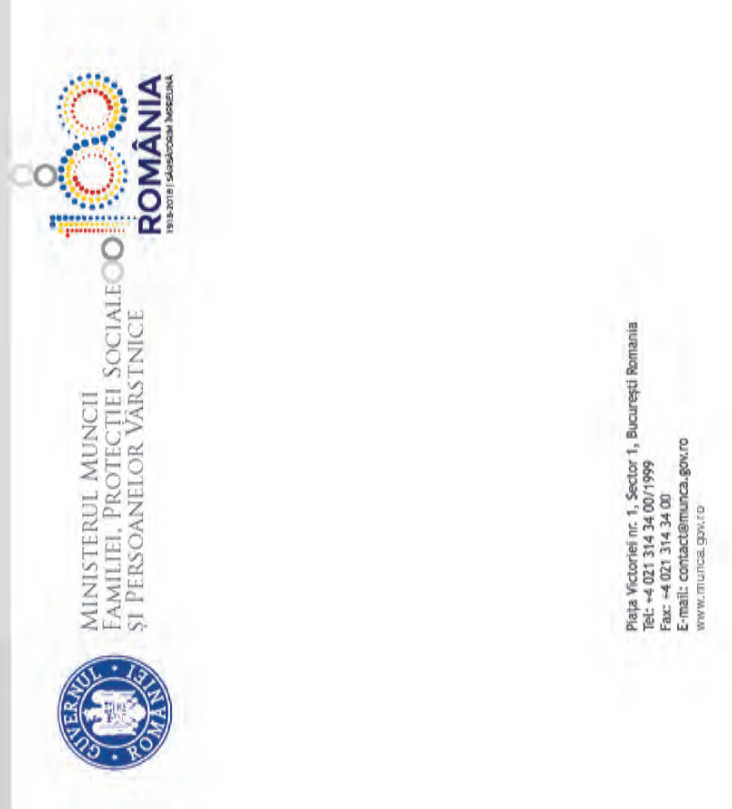 GUVERNUL ROMÂNIEI
MINISTERUL MUNCII
FAMILIEI, PROTECȚIEI SOCIALE
ȘI PERSOANELOR VÂRSTNICE
100
ROMÂNIA
1918-2018 | SĂRBĂTORIM ÎMPREUNĂ
Piața Victoriei nr. 1, Sector 1, București Romania
Tel: +4 021 314 34 00/1999
Fax: +4 021 314 34 00
E-mail: contact@munca.gov.ro
www.munca.gov.ro